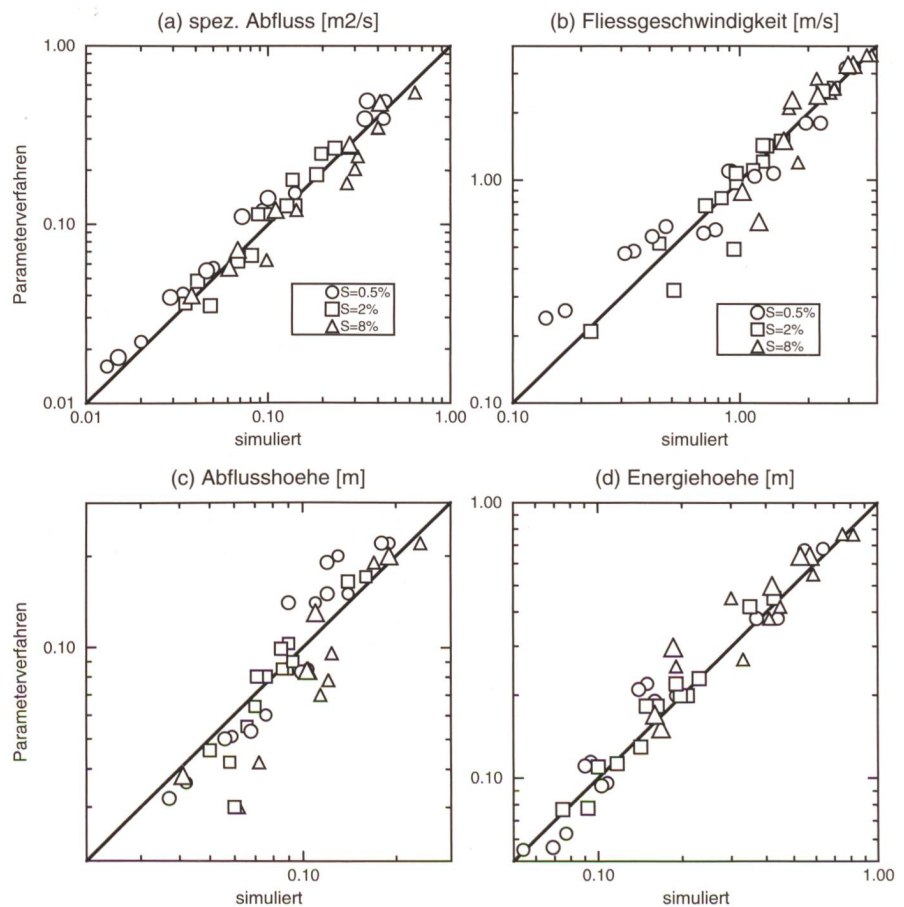 (a) spez. Abfluss [m2/s]
1.00
0.10
0.01
0.01
0.10
1.00
Parameterverfahren
simuliert
S=0.5%
S=2%
S=8%
(b) Fliessgeschwindigkeit [m/s]
1.00
0.10
0.10
1.00
simuliert
S=0.5%
S=2%
S=8%
(c) Abflusshoehe [m]
0.10
0.10
Parameterverfahren
simuliert
(d) Energiehoehe [m]
1.00
0.10
0.10
1.00
simuliert